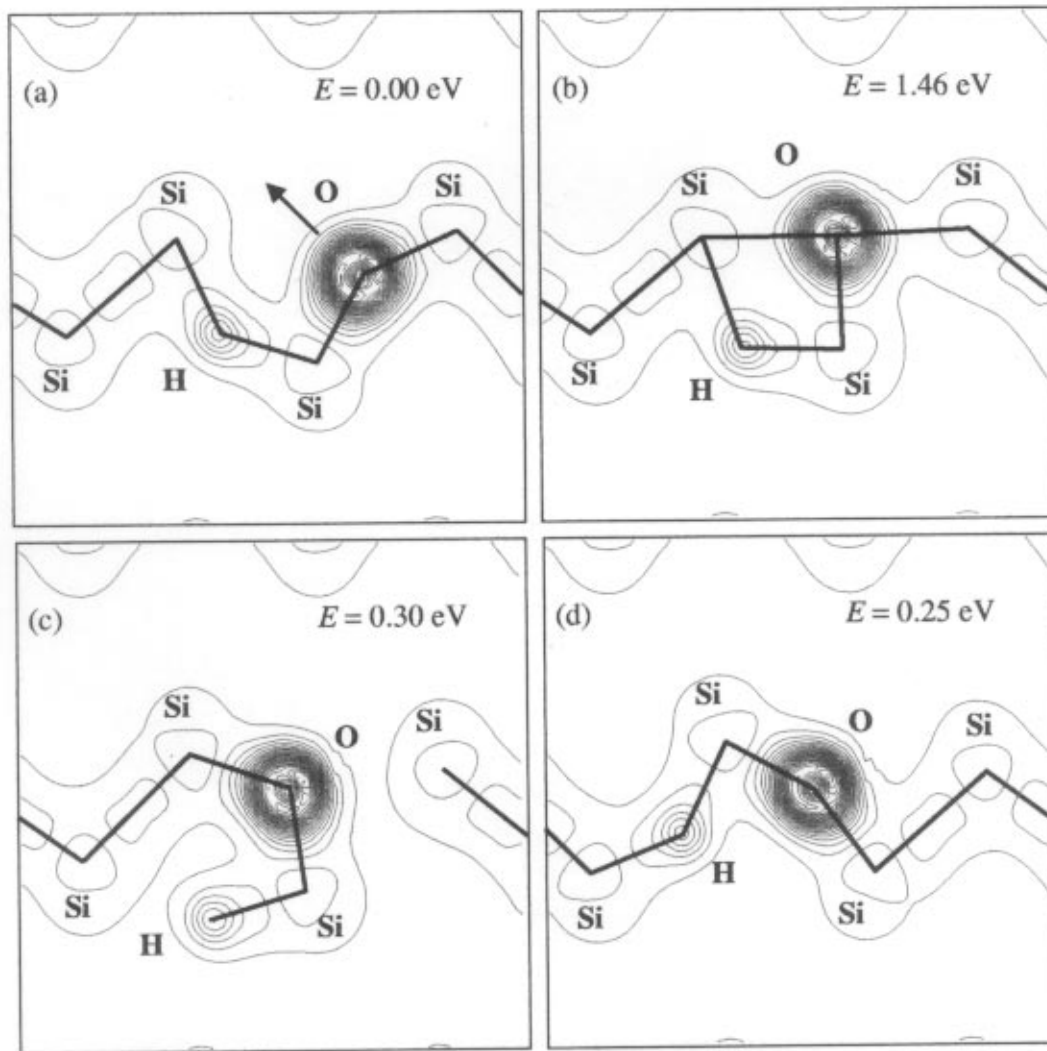 (a)
E = 0.00 eV
O
Si
Si
Si
H
Si
(b)
E = 1.46 eV
O
Si
Si
Si
H
Si
(c)
E = 0.30 eV
Si
Si
O
Si
Si
H
(d)
E = 0.25 eV
Si
O
Si
H
Si
Si